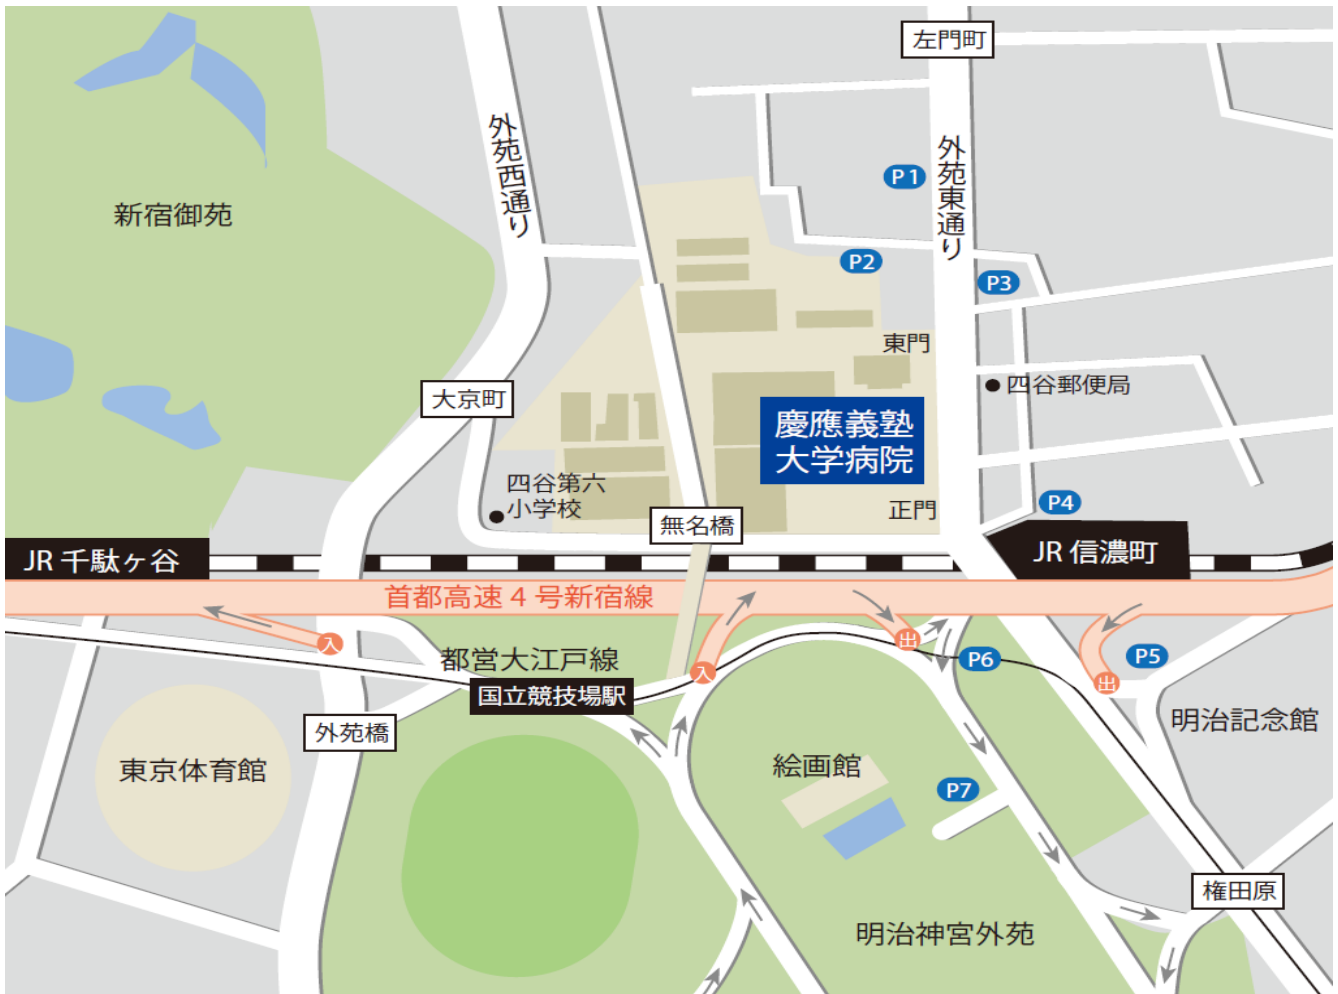 左門町
外苑西通り
外苑東通り
P1
新宿御苑
P2
P3
東門
四谷郵便局
大京町
慶應義塾
大学病院
四谷第六
小学校
正門
P4
無名橋
JR 千駄ヶ谷
JR 信濃町
首都高速 4 号新宿線
入
出
都営大江戸線
P6
P5
入
出
国立競技場駅
外苑橋
明治記念館
東京体育館
絵画館
P7
権田原
明治神宮外苑